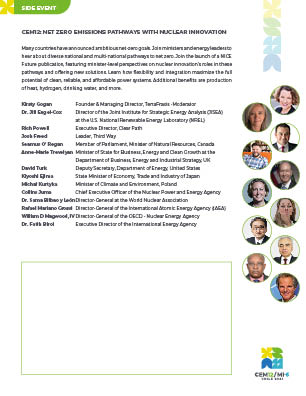 SIDE EVENT
CEM12: NET ZERO EMISSIONS PATHWAYS WITH NUCLEAR INNOVATION
Many countries have announced ambitious net-zero goals. Join ministers and energy leaders to
hear about diverse national and multi-national pathways to net zero. Join the launch of a NICE
Future publication, featuring minister-level perspectives on nuclear innovation's roles in these
pathways and offering new solutions. Learn how flexibility and integration maximize the full
potential of clean, reliable, and affordable power systems. Additional benefits are production
of heat, hydrogen, drinking water, and more.
Kirsty Gogan Founder & Managing Director, TerraPraxis -Moderator
Dr. Jill Engel-Cox Director of the Joint Institute for Strategic Energy Analysis (JISEA)
at the U.S. National Renewable Energy Laboratory (NREL)
Rich Powell Executive Director, ClearPath
Josh Freed Leader, Third Way
Seamus O'Regan Member of Parliament, Minister of Natural Resources, Canada
Anne-Marie Trevelyan Minister of State for Business, Energy and Clean Growth at the
Department of Business, Energy and Industrial Strategy, UK
David Turk Deputy Secretary, Department of Energy, United States
Kiyoshi Ejima State Minister of Economy, Trade and Industry of Japan
Michał Kurtyka Minister of Climate and Environment, Poland
Collins Juma Chief Executive Officer of the Nuclear Power and Energy Agency
Dr. Sama Bilbao y León Director-General at the World Nuclear Association
Rafael Mariano Grossi Director-General of the International Atomic Energy Agency (IAEA)
William D Magwood, IV Director-General of the OECD - Nuclear Energy Agency
Dr. Fatih Birol Executive Director of the International Energy Agency
CEM12/MI-6
CHILE 2021